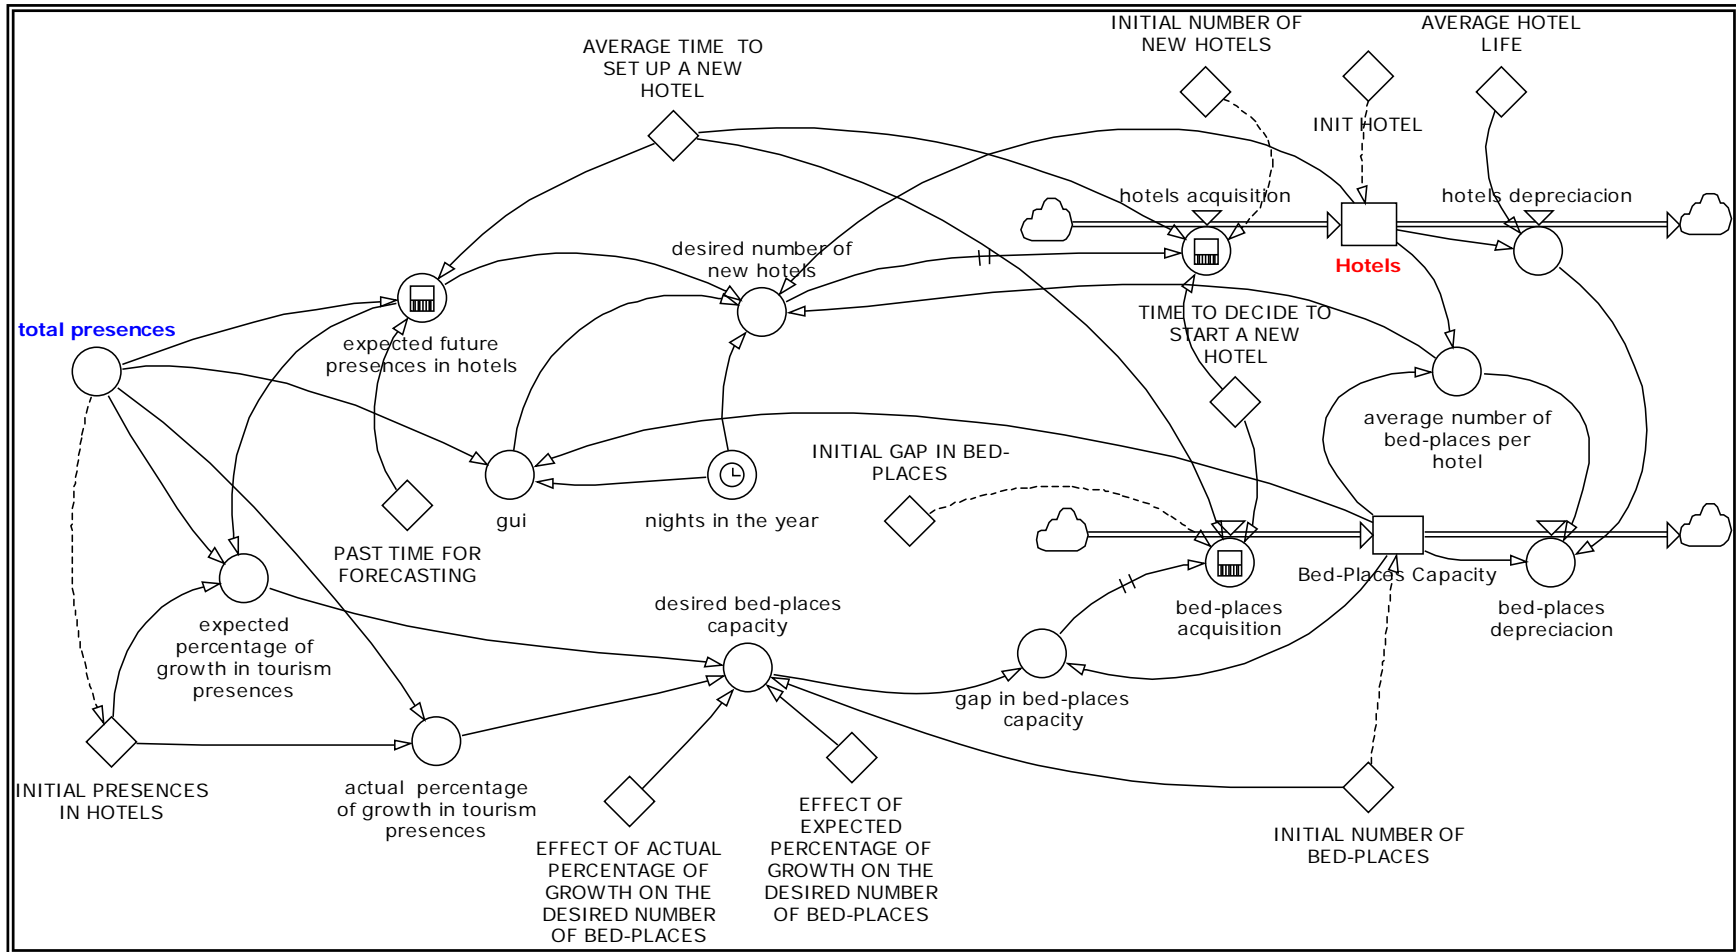 INITIAL NUMBER OF
NEW HOTELS
AVERAGE HOTEL
LIFE
AVERAGE TIME TO
SET UP A NEW
HOTEL
INIT HOTEL
hotels acquisition
hotels depreciacion
desired number of
new hotels
Hotels
total presences
expected future
presences in hotels
TIME TO DECIDE TO
START A NEW
HOTEL
average number of
bed-places per
hotel
INITIAL GAP IN BED-
PLACES
gui
nights in the year
PAST TIME FOR
FORECASTING
Bed-Places Capacity
bed-places
acquisition
bed-places
depreciacion
desired bed-places
capacity
expected
percentage of
growth in tourism
presences
gap in bed-places
capacity
INITIAL PRESENCES
IN HOTELS
actual percentage
of growth in tourism
presences
EFFECT OF ACTUAL
PERCENTAGE OF
GROWTH ON THE
DESIRED NUMBER
OF BED-PLACES
EFFECT OF
EXPECTED
PERCENTAGE OF
GROWTH ON THE
DESIRED NUMBER
OF BED-PLACES
INITIAL NUMBER OF
BED-PLACES